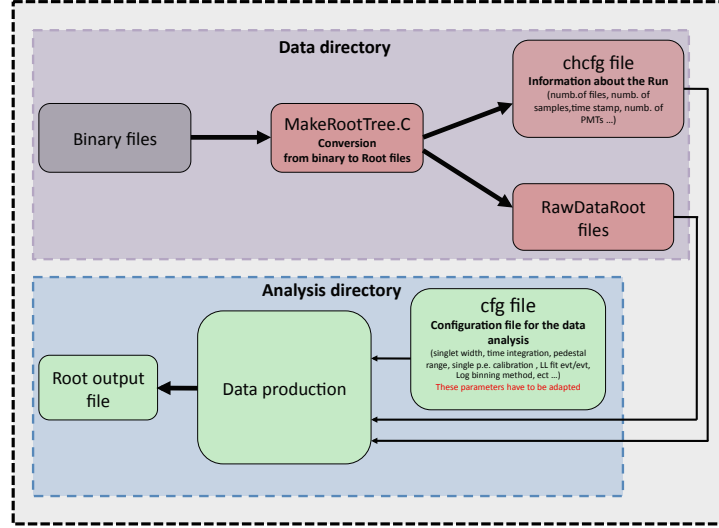 Data directory
Binary files
MakeRootTree.C
Conversion
from binary to Root files
chcfg file
Information about the Run
(numb.of files, numb. of
samples,time stamp, numb. of
PMTs ...)
RawDataRoot
files
Analysis directory
Root output
file
Data production
cfg file
Configuration file for the data
analysis
(singlet width, time integration, pedestal
range, single p.e. calibration , LL fit evt/evt,
Log binning method, ect ...)
These parameters have to be adapted